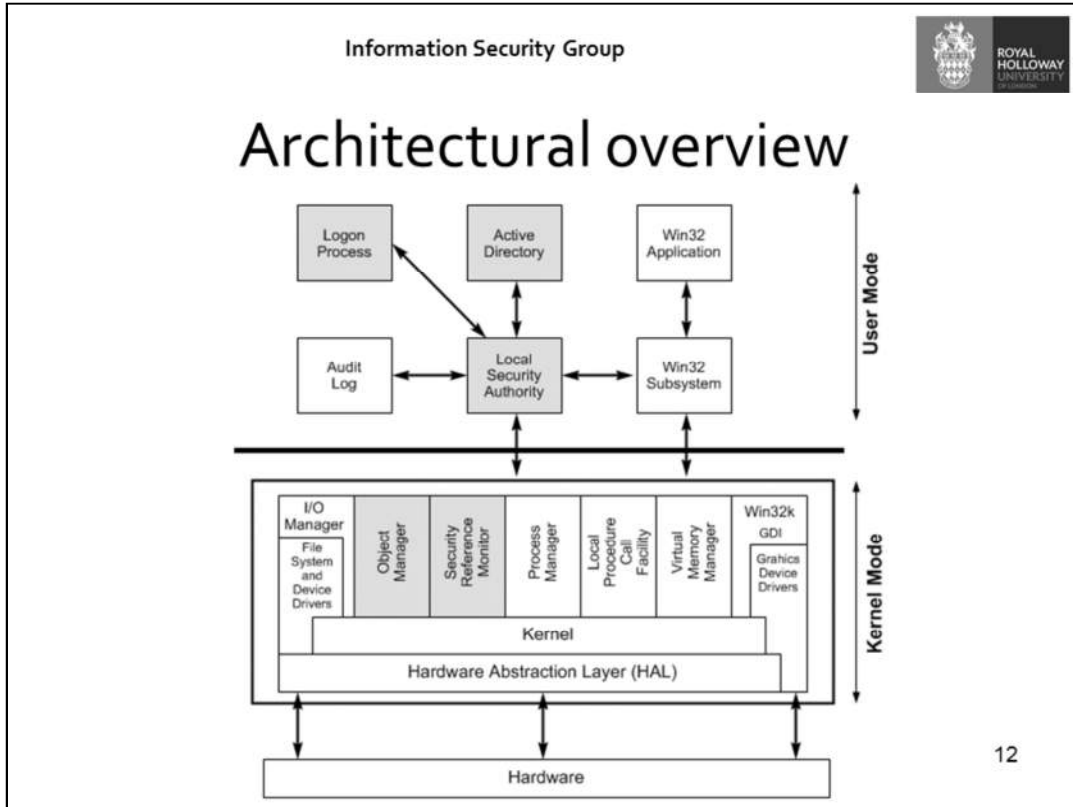 Information Security Group
ROYAL
HOLLOWAY
UNIVERSITY
OF LONDON
Architectural overview
Logon
Process
Active
Directory
Win32
Application
Audit
Log
Local
Security
Authority
Win32
Subsystem
User Mode
I/O
Manager
File
System
and
Device
Drivers
Object
Manager
Security
Reference
Monitor
Process
Manager
Local
Procedure
Call
Facility
Virtual
Memory
Manager
Win32k
GDI
Grahics
Device
Drivers
Kernel
Hardware Abstraction Layer (HAL)
Kernel Mode
Hardware
12